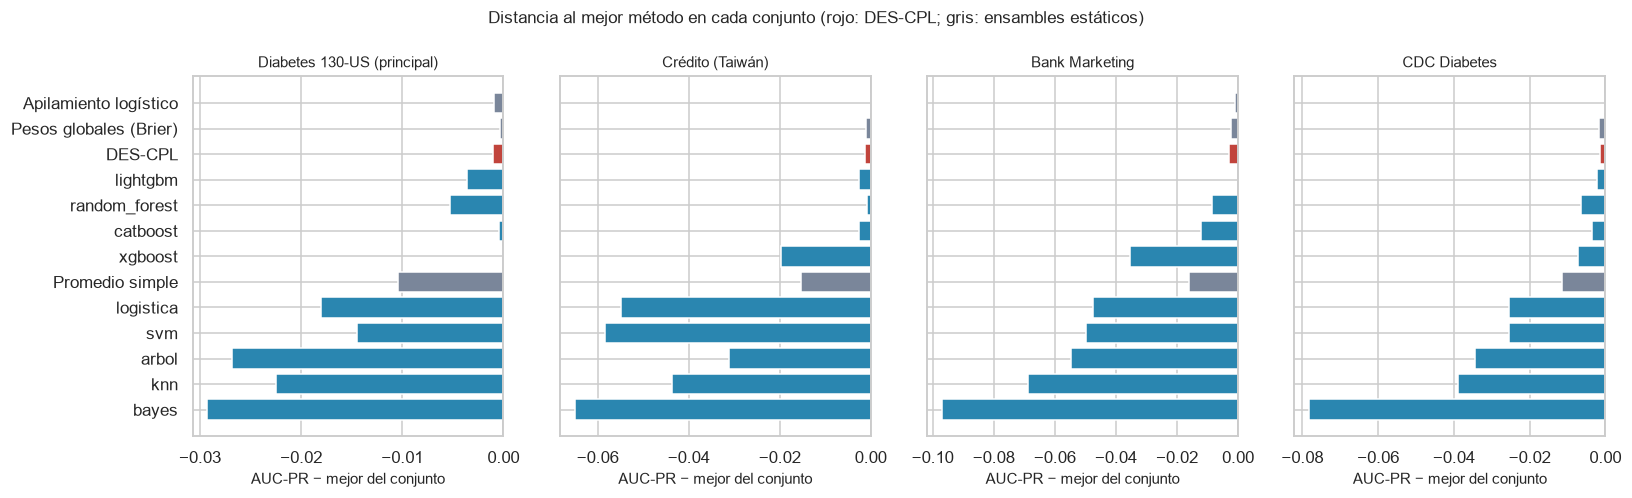 Distancia al mejor método en cada conjunto (rojo: DES-CPL; gris: ensambles estáticos)
Diabetes 130-US (principal)
Crédito (Taiwán)
Bank Marketing
CDC Diabetes
Apilamiento logístico
Pesos globales (Brier)
DES-CPL
lightgbm
random_forest
catboost
xgboost
Promedio simple
logistica
svm
arbol
knn
bayes
−0.03 −0.02 −0.01 0.00
−0.06 −0.04 −0.02 0.00
−0.10 −0.08 −0.06 −0.04 −0.02 0.00
−0.08 −0.06 −0.04 −0.02 0.00
AUC-PR − mejor del conjunto
AUC-PR − mejor del conjunto
AUC-PR − mejor del conjunto
AUC-PR − mejor del conjunto